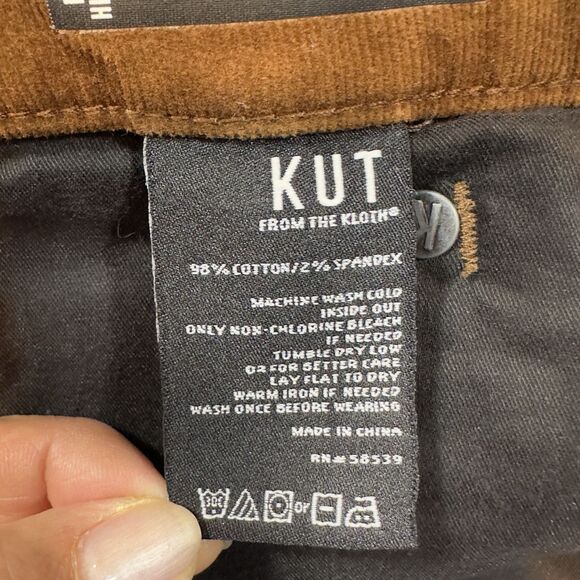 KUT
FROM THE KLOTH®
98% COTTON/2% SPANDEX
MACHINE WASH COLD
INSIDE OUT
ONLY NON-CHLORINE BLEACH
IF NEEDED
TUMBLE DRY LOW
OR FOR BETTER CARE
LAY FLAT TO DRY
WARM IRON IF NEEDED
WASH ONCE BEFORE WEARING
MADE IN CHINA
RN#58539
30C
or
K